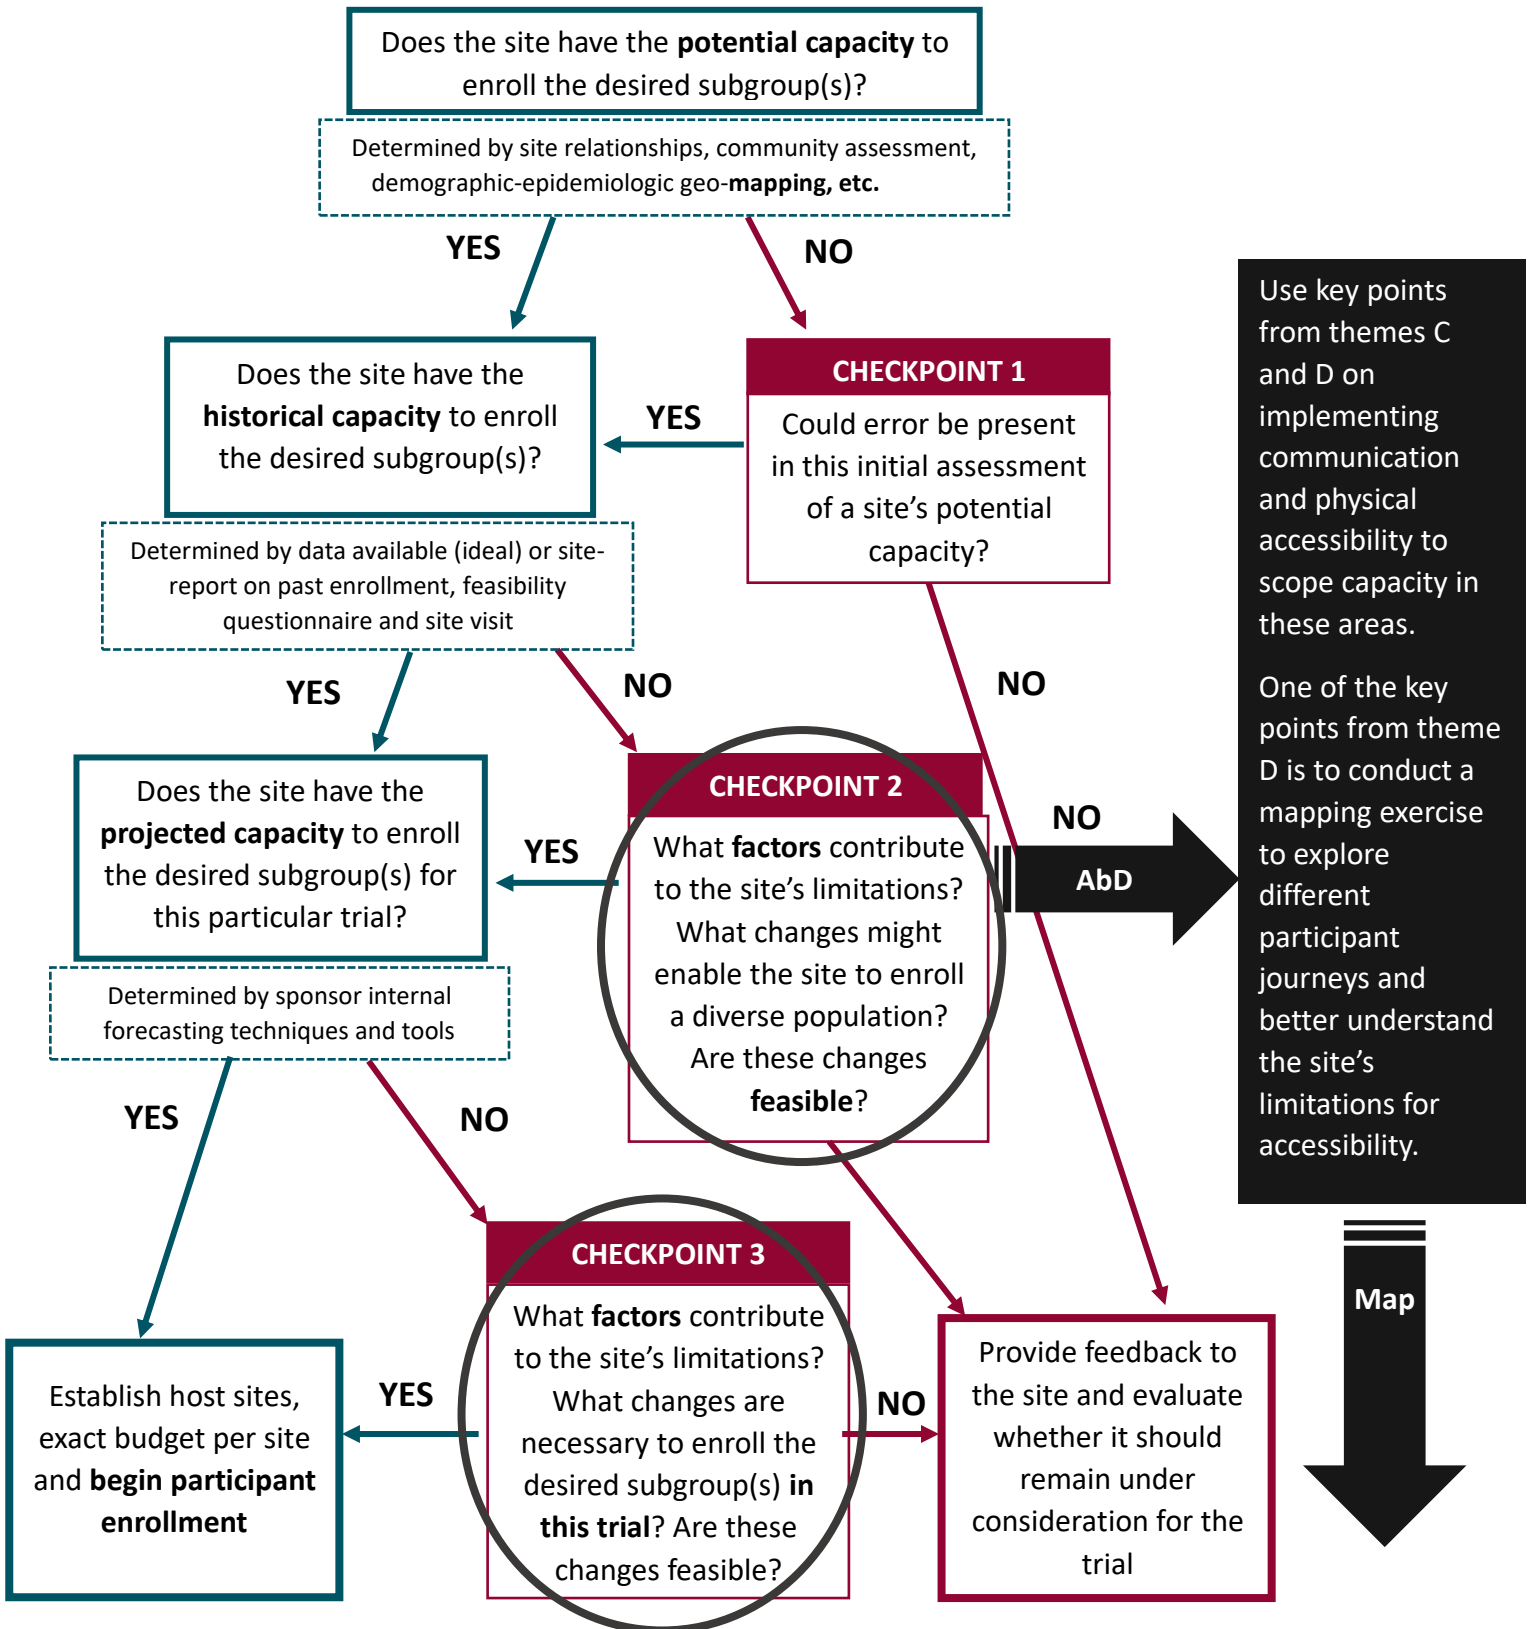 Does the site have the potential capacity to
enroll the desired subgroup(s)?
Determined by site relationships, community assessment,
demographic-epidemiologic geo-mapping, etc.
YES
NO
Does the site have the
historical capacity to enroll
the desired subgroup(s)?
YES
CHECKPOINT 1
Could error be present
in this initial assessment
of a site's potential
capacity?
Determined by data available (ideal) or site-
report on past enrollment, feasibility
questionnaire and site visit
YES
NO
NO
Does the site have the
projected capacity to enroll
the desired subgroup(s) for
this particular trial?
YES
CHECKPOINT 2
What factors contribute
to the site's limitations?
What changes might
enable the site to enroll
a diverse population?
Are these changes
feasible?
NO
AbD
Use key points
from themes C
and D on
implementing
communication
and physical
accessibility to
scope capacity in
these areas.
One of the key
points from theme
D is to conduct a
mapping exercise
to explore
different
participant
journeys and
better understand
the site's
limitations for
accessibility.
Determined by sponsor internal
forecasting techniques and tools
YES
NO
CHECKPOINT 3
What factors contribute
to the site's limitations?
What changes are
necessary to enroll the
desired subgroup(s) in
this trial? Are these
changes feasible?
YES
NO
Establish host sites,
exact budget per site
and begin participant
enrollment
Provide feedback to
the site and evaluate
whether it should
remain under
consideration for the
trial
Map